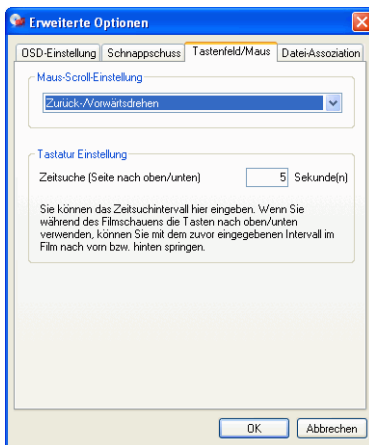 Erweiterte Optionen
OSD-Einstellung Schnappschuss Tastenfeld/Maus Datei-Assoziation
Maus-Scroll-Einstellung
Zurück-/Vorwärtsdrehen
Tastatur Einstellung
Zeitsuche (Seite nach oben/unten) 5 Sekunde(n)
Sie können das Zeitsuchintervall hier eingeben. Wenn Sie
während des Filmschauens die Tasten nach oben/unten
verwenden, können Sie mit dem zuvor eingegebenen Intervall im
Film nach vorn bzw. hinten springen.
OK Abbrechen